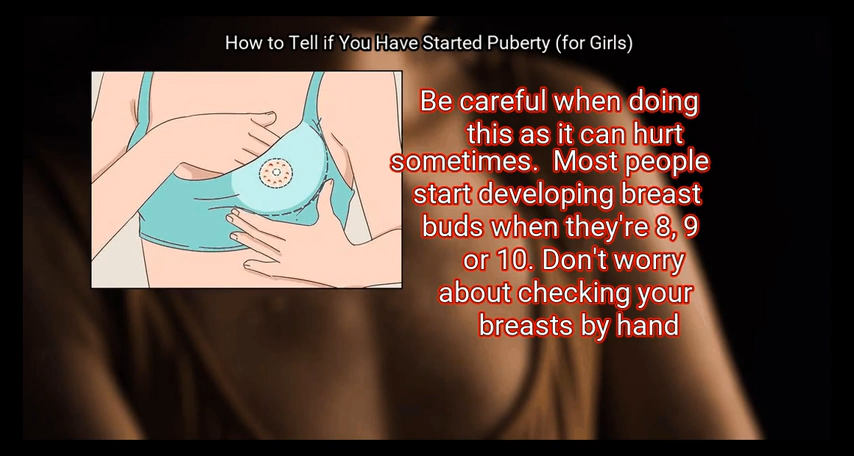 How to Tell if You Have Started Puberty (for Girls)
Be careful when doing
this as it can hurt
sometimes. Most people
start developing breast
buds when they're 8, 9
or 10. Don't worry
about checking your
breasts by hand